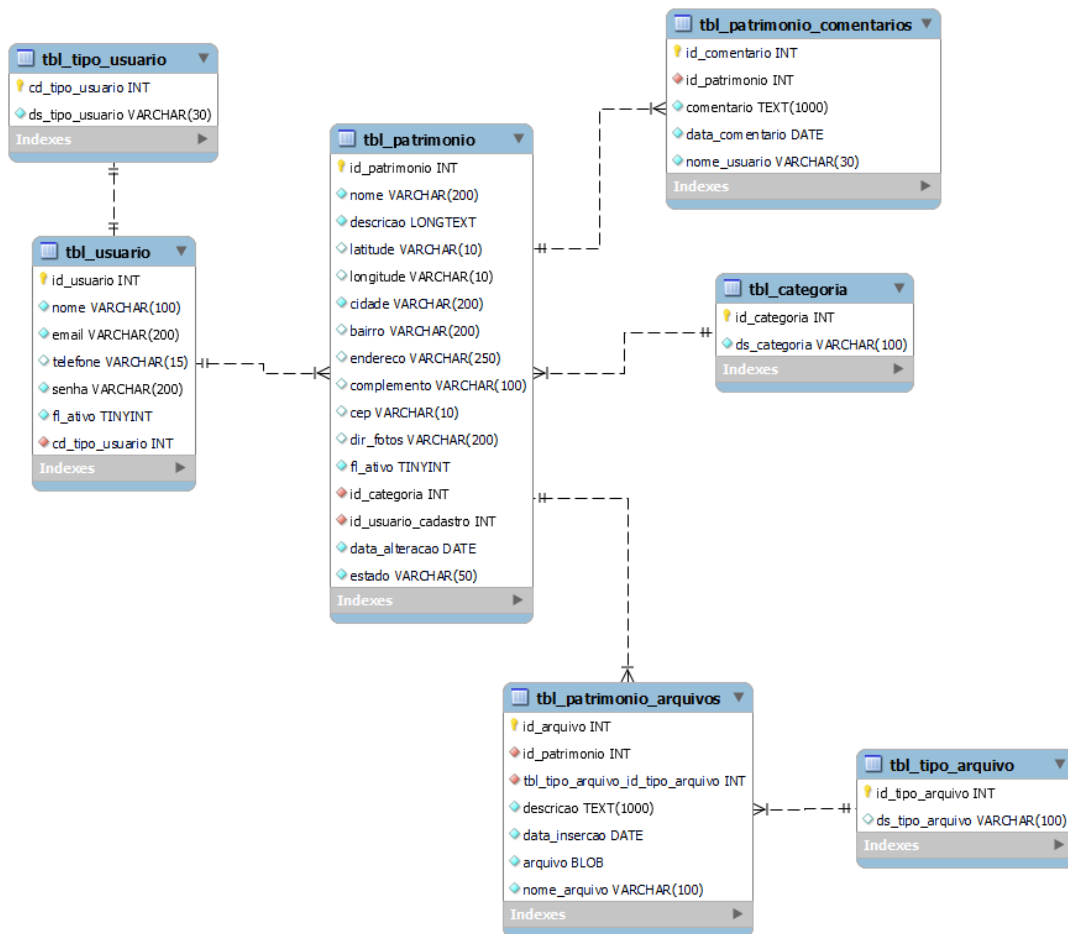 tbl_tipo_usuario
cd_tipo_usuario INT
ds_tipo_usuario VARCHAR(30)
Indexes
tbl_usuario
id_usuario INT
nome VARCHAR(100)
email VARCHAR(200)
telefone VARCHAR(15)
senha VARCHAR(200)
fl_ativo TINYINT
cd_tipo_usuario INT
Indexes
tbl_patrimonio
id_patrimonio INT
nome VARCHAR(200)
descricao LONGTEXT
latitude VARCHAR(10)
longitude VARCHAR(10)
cidade VARCHAR(200)
bairro VARCHAR(200)
endereco VARCHAR(250)
complemento VARCHAR(100)
cep VARCHAR(10)
dir_fotos VARCHAR(200)
fl_ativo TINYINT
id_categoria INT
id_usuario_cadastro INT
data_alteracao DATE
estado VARCHAR(50)
Indexes
tbl_patrimonio_comentarios
id_comentario INT
id_patrimonio INT
comentario TEXT(1000)
data_comentario DATE
nome_usuario VARCHAR(30)
Indexes
tbl_categoria
id_categoria INT
ds_categoria VARCHAR(100)
Indexes
tbl_patrimonio_arquivos
id_arquivo INT
id_patrimonio INT
tbl_tipo_arquivo_id_tipo_arquivo INT
descricao TEXT(1000)
data_insercao DATE
arquivo BLOB
nome_arquivo VARCHAR(100)
Indexes
tbl_tipo_arquivo
id_tipo_arquivo INT
ds_tipo_arquivo VARCHAR(100)
Indexes